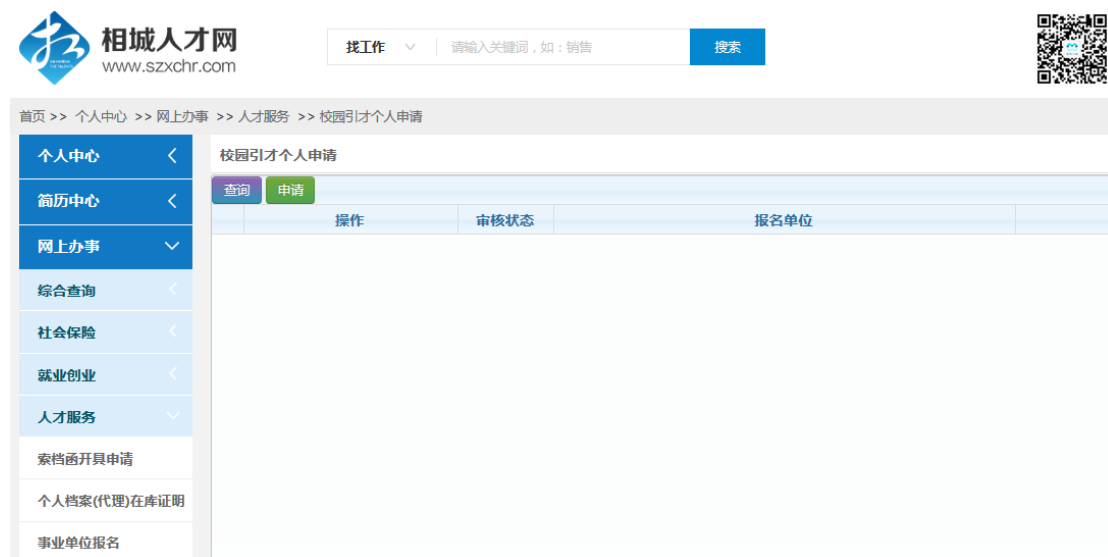 相城人才网
www.szxchr.com
找工作 请输入关键词，如：销售 搜索
首页 >> 个人中心 >> 网上办事 >> 人才服务 >> 校园引才个人申请
个人中心
简历中心
网上办事
综合查询
社会保险
就业创业
人才服务
索档函开具申请
个人档案(代理)在库证明
事业单位报名
校园引才个人申请
查询 申请
操作 审核状态 报名单位